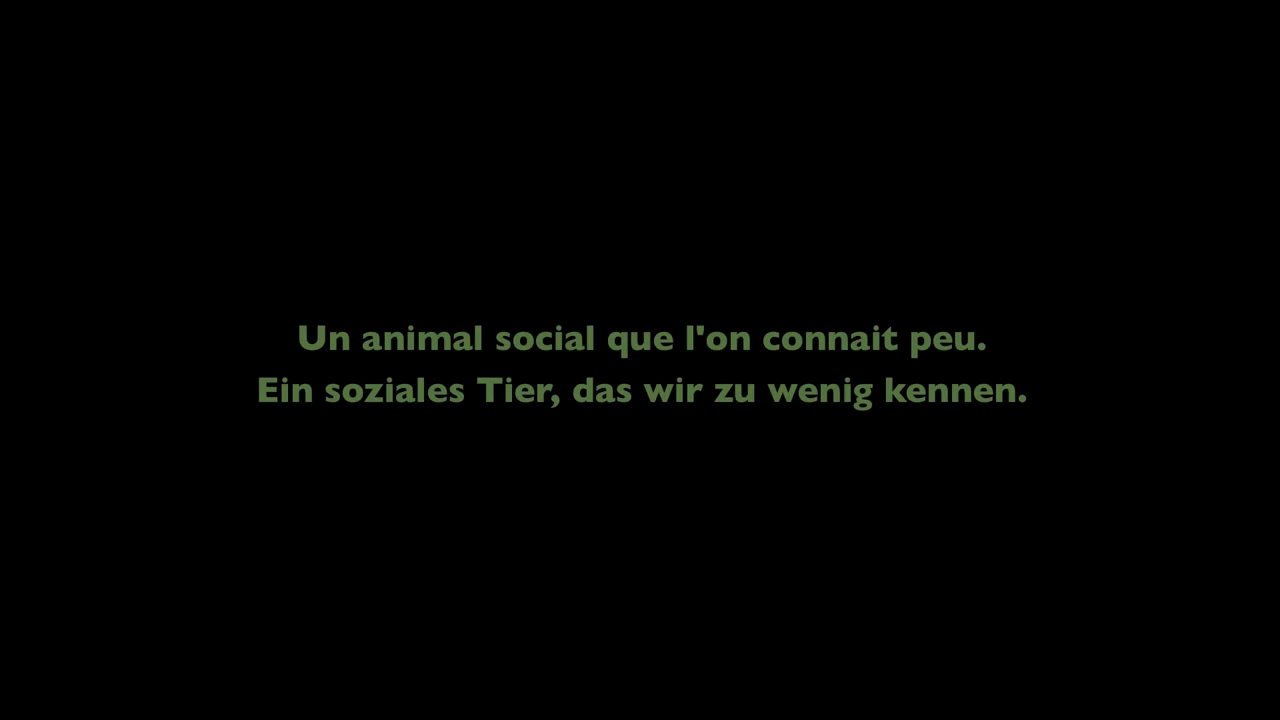 Un animal social que l'on connait peu.
Ein soziales Tier, das wir zu wenig kennen.